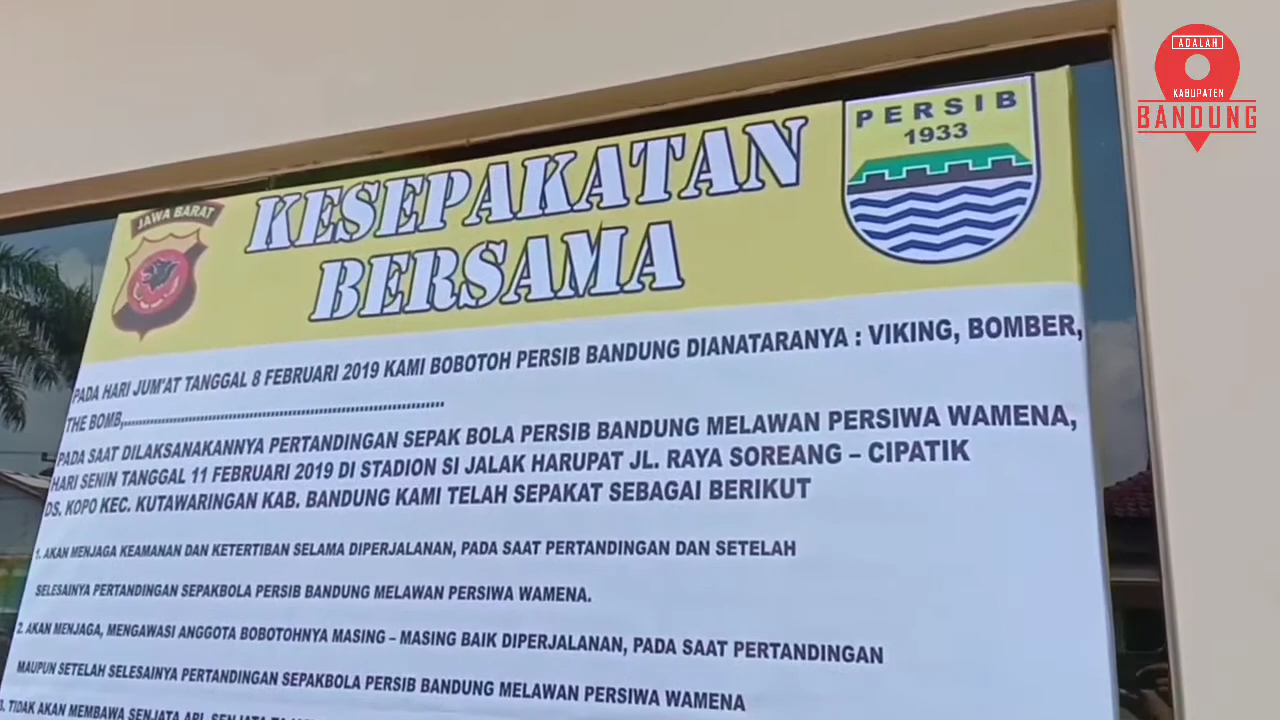 ADALAH
KABUPATEN
BANDUNG
PERSIB
1933
JAWA BARAT
KESEPAKATAN
BERSAMA
PADA HARI JUM'AT TANGGAL 8 FEBRUARI 2019 KAMI BOBOTOH PERSIB BANDUNG DIANATARANYA : VIKING, BOMBER,
THE BOMB,......................................................................
PADA SAAT DILAKSANAKANNYA PERTANDINGAN SEPAK BOLA PERSIB BANDUNG MELAWAN PERSIWA WAMENA,
HARI SENIN TANGGAL 11 FEBRUARI 2019 DI STADION SI JALAK HARUPAT JL. RAYA SOREANG – CIPATIK
DS. KOPO KEC. KUTAWARINGAN KAB. BANDUNG KAMI TELAH SEPAKAT SEBAGAI BERIKUT
1. AKAN MENJAGA KEAMANAN DAN KETERTIBAN SELAMA DIPERJALANAN, PADA SAAT PERTANDINGAN DAN SETELAH
SELESAINYA PERTANDINGAN SEPAKBOLA PERSIB BANDUNG MELAWAN PERSIWA WAMENA.
2. AKAN MENJAGA, MENGAWASI ANGGOTA BOBOTOHNYA MASING – MASING BAIK DIPERJALANAN, PADA SAAT PERTANDINGAN
MAUPUN SETELAH SELESAINYA PERTANDINGAN SEPAKBOLA PERSIB BANDUNG MELAWAN PERSIWA WAMENA
3. TIDAK AKAN MEMBAWA SENJATA API, SENJATA